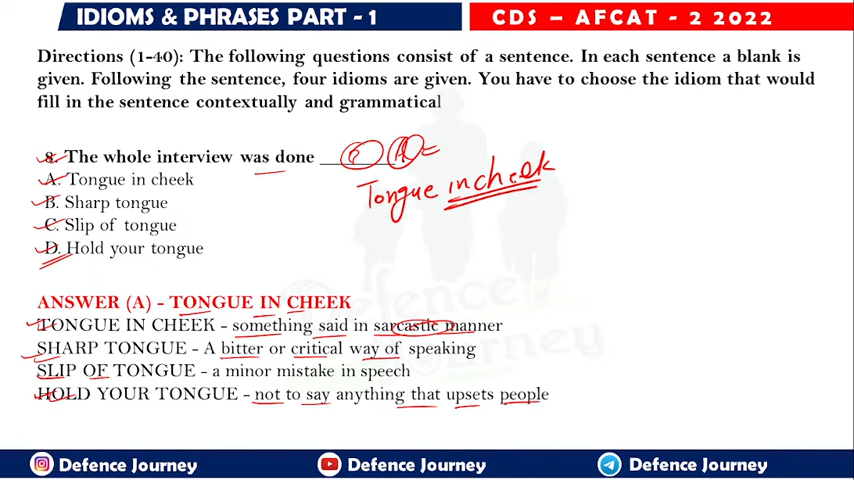 IDIOMS & PHRASES PART - 1
CDS - AFCAT - 2 2022
Directions (1-40): The following questions consist of a sentence. In each sentence a blank is
given. Following the sentence, four idioms are given. You have to choose the idiom that would
fill in the sentence contextually and grammatical
8. The whole interview was done ________
A. Tongue in cheek
B. Sharp tongue
C. Slip of tongue
D. Hold your tongue
Tongue in cheek
ANSWER (A) - TONGUE IN CHEEK
TONGUE IN CHEEK - something said in sarcastic manner
SHARP TONGUE - A bitter or critical way of speaking
SLIP OF TONGUE - a minor mistake in speech
HOLD YOUR TONGUE - not to say anything that upsets people
Defence Journey
Defence Journey
Defence Journey
Defence Journey